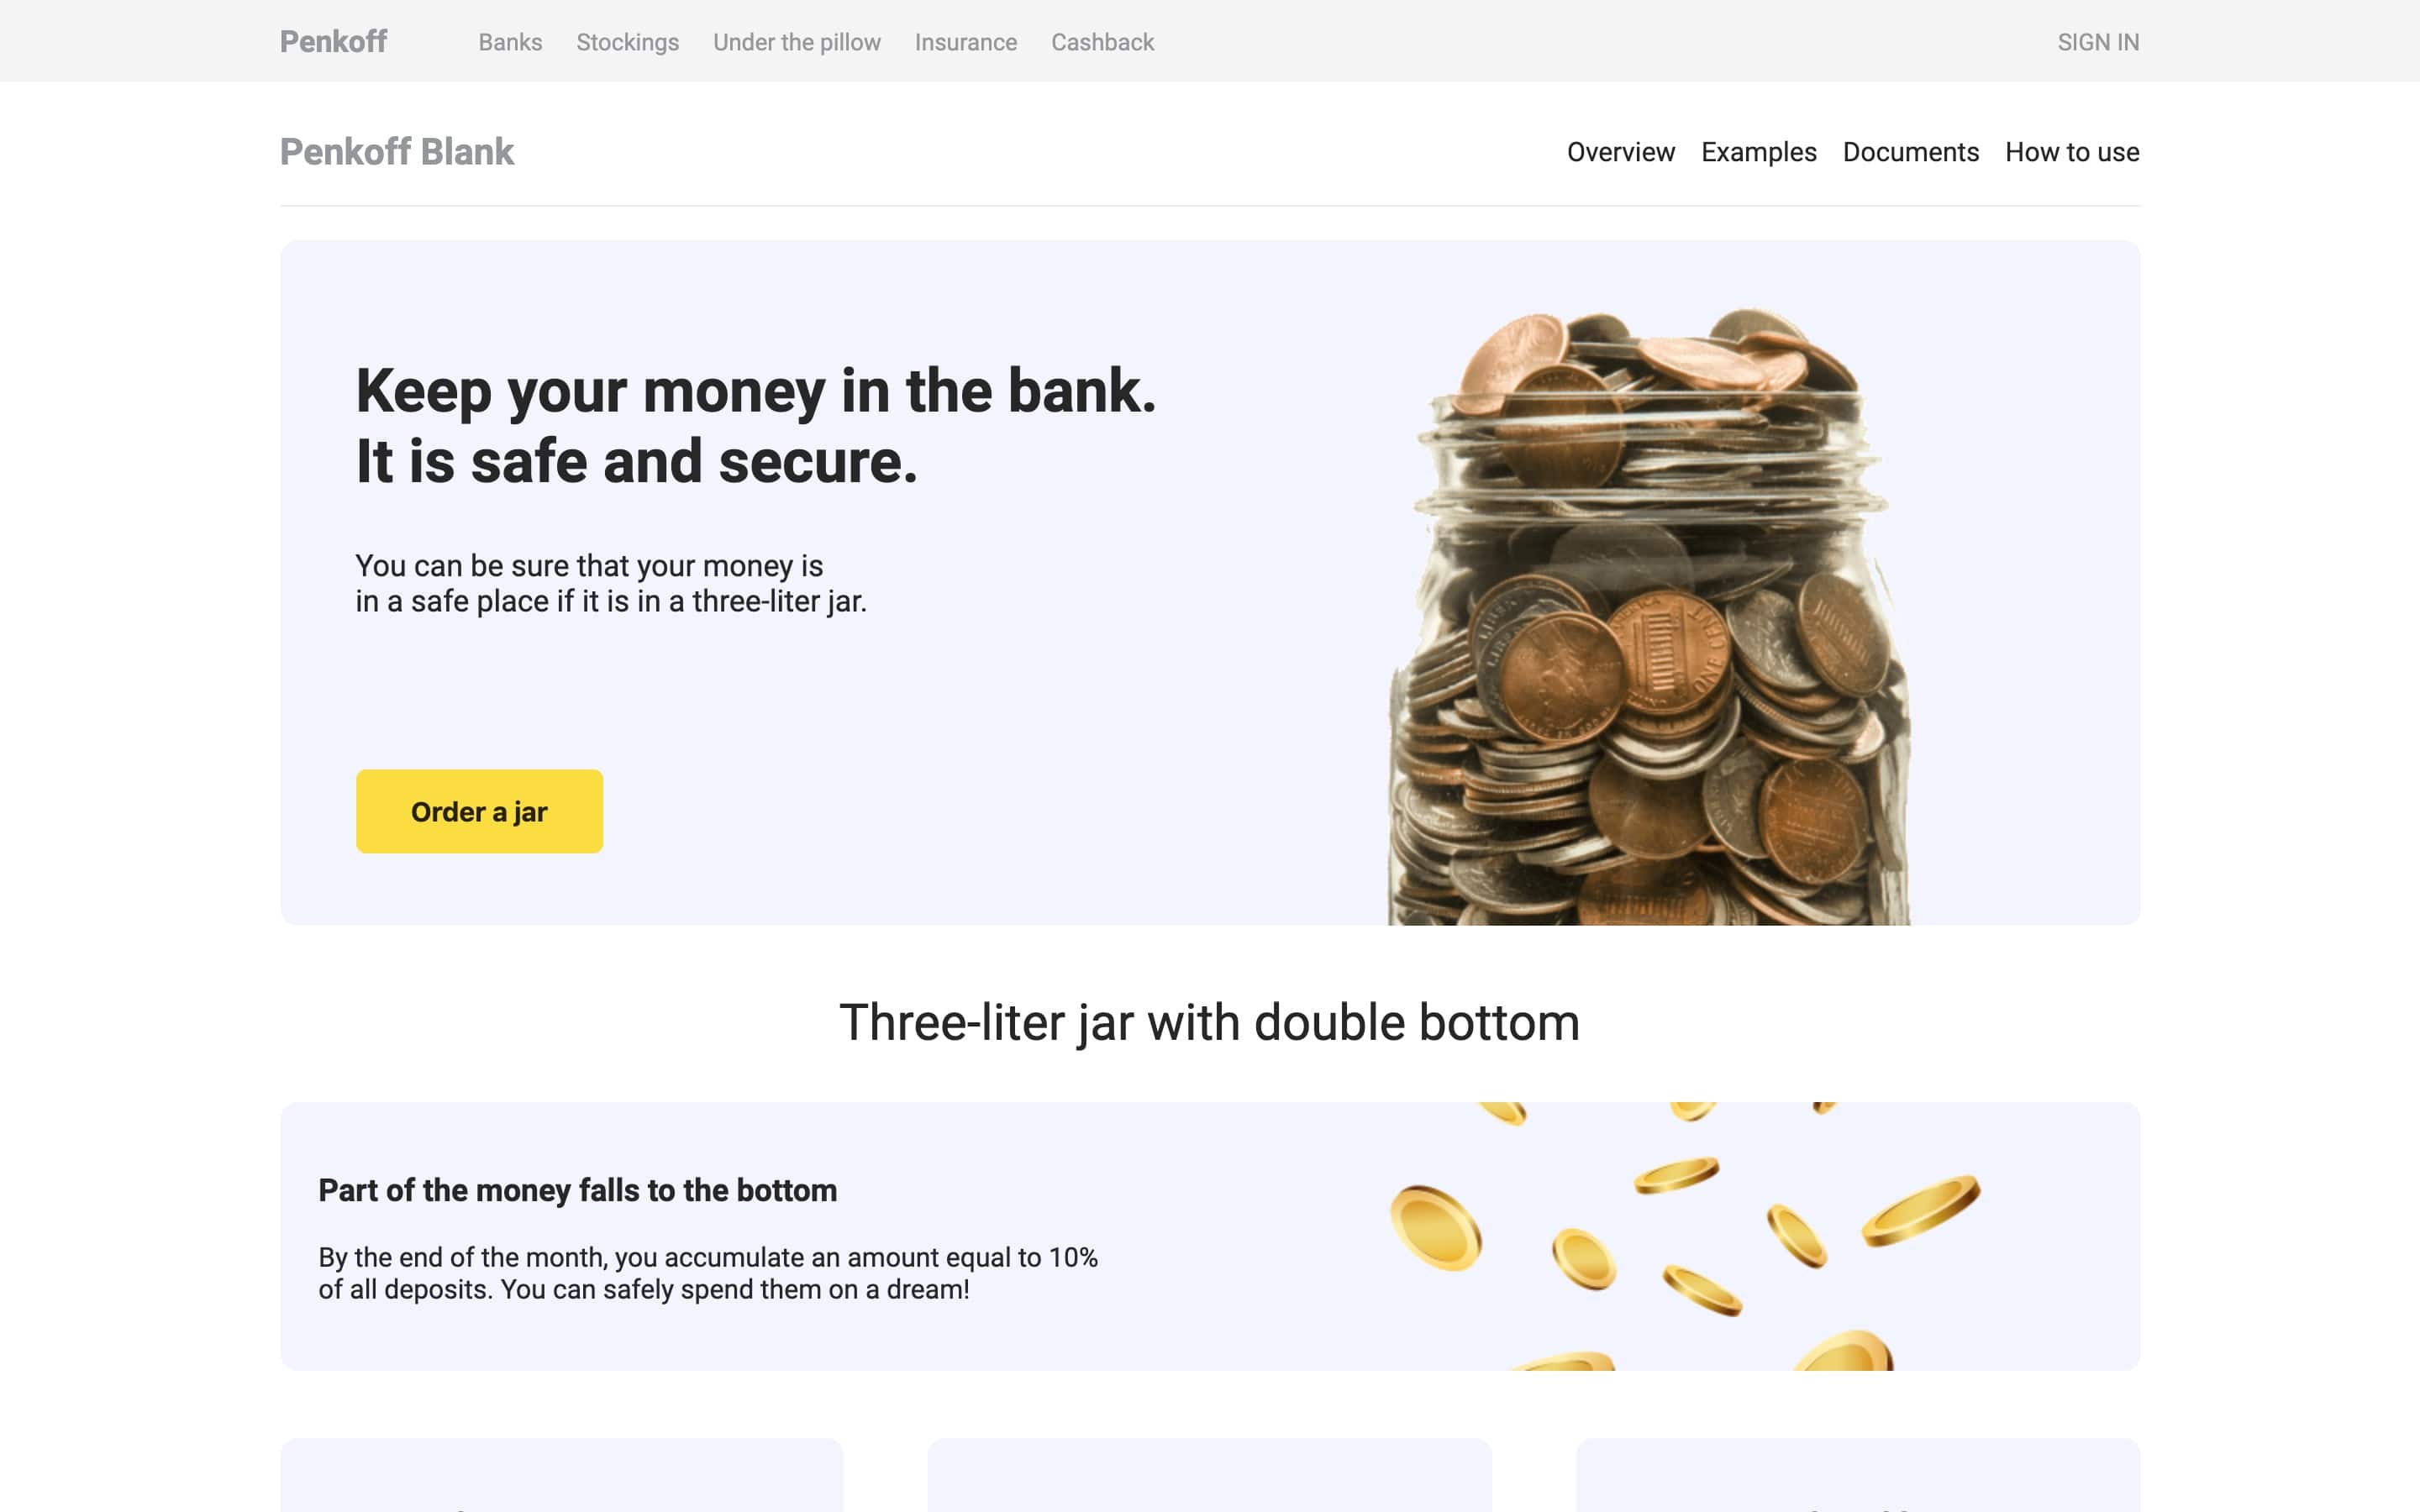 Penkoff
Banks Stockings Under the pillow Insurance Cashback
SIGN IN
Penkoff Blank
Overview Examples Documents How to use
Keep your money in the bank.
It is safe and secure.
You can be sure that your money is
in a safe place if it is in a three-liter jar.
Order a jar
Three-liter jar with double bottom
Part of the money falls to the bottom
By the end of the month, you accumulate an amount equal to 10%
of all deposits. You can safely spend them on a dream!